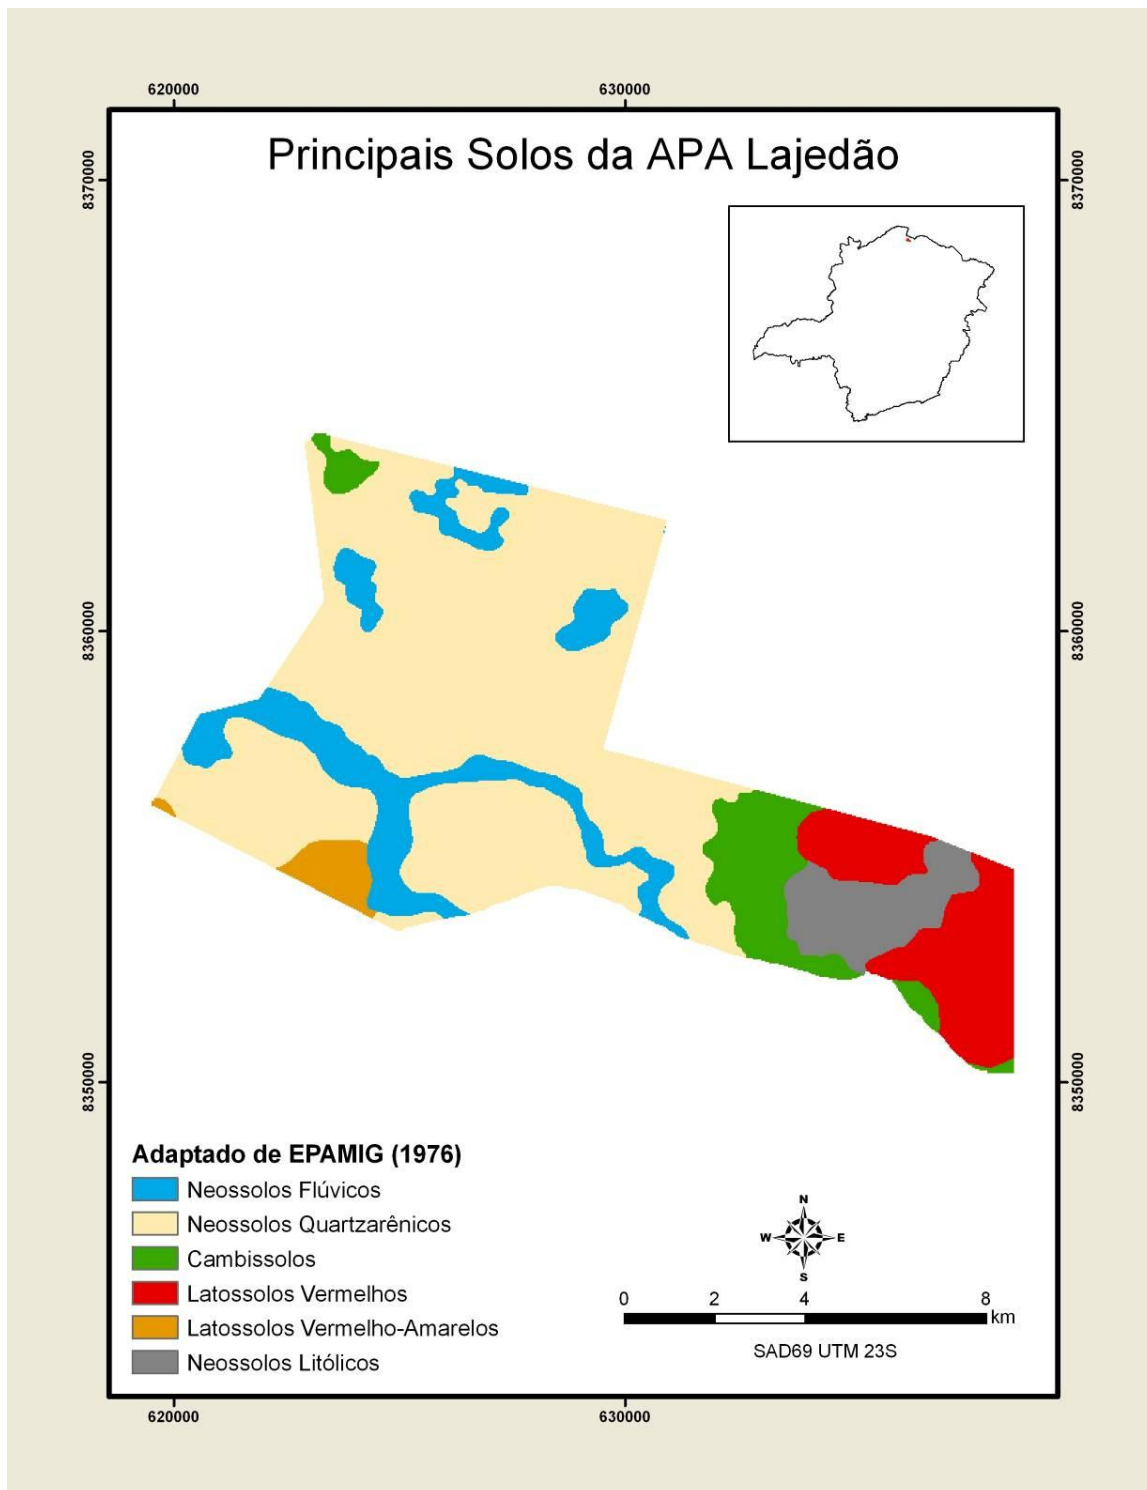 620000 630000
Principais Solos da APA Lajedão
8370000 8370000
8360000 8360000
8350000 8350000
Adaptado de EPAMIG (1976)
Neossolos Flúvicos
Neossolos Quartzarênicos
Cambissolos
Latossolos Vermelhos
Latossolos Vermelho-Amarelos
Neossolos Litólicos
N
W E
S
0 2 4 8
km
SAD69 UTM 23S
620000 630000